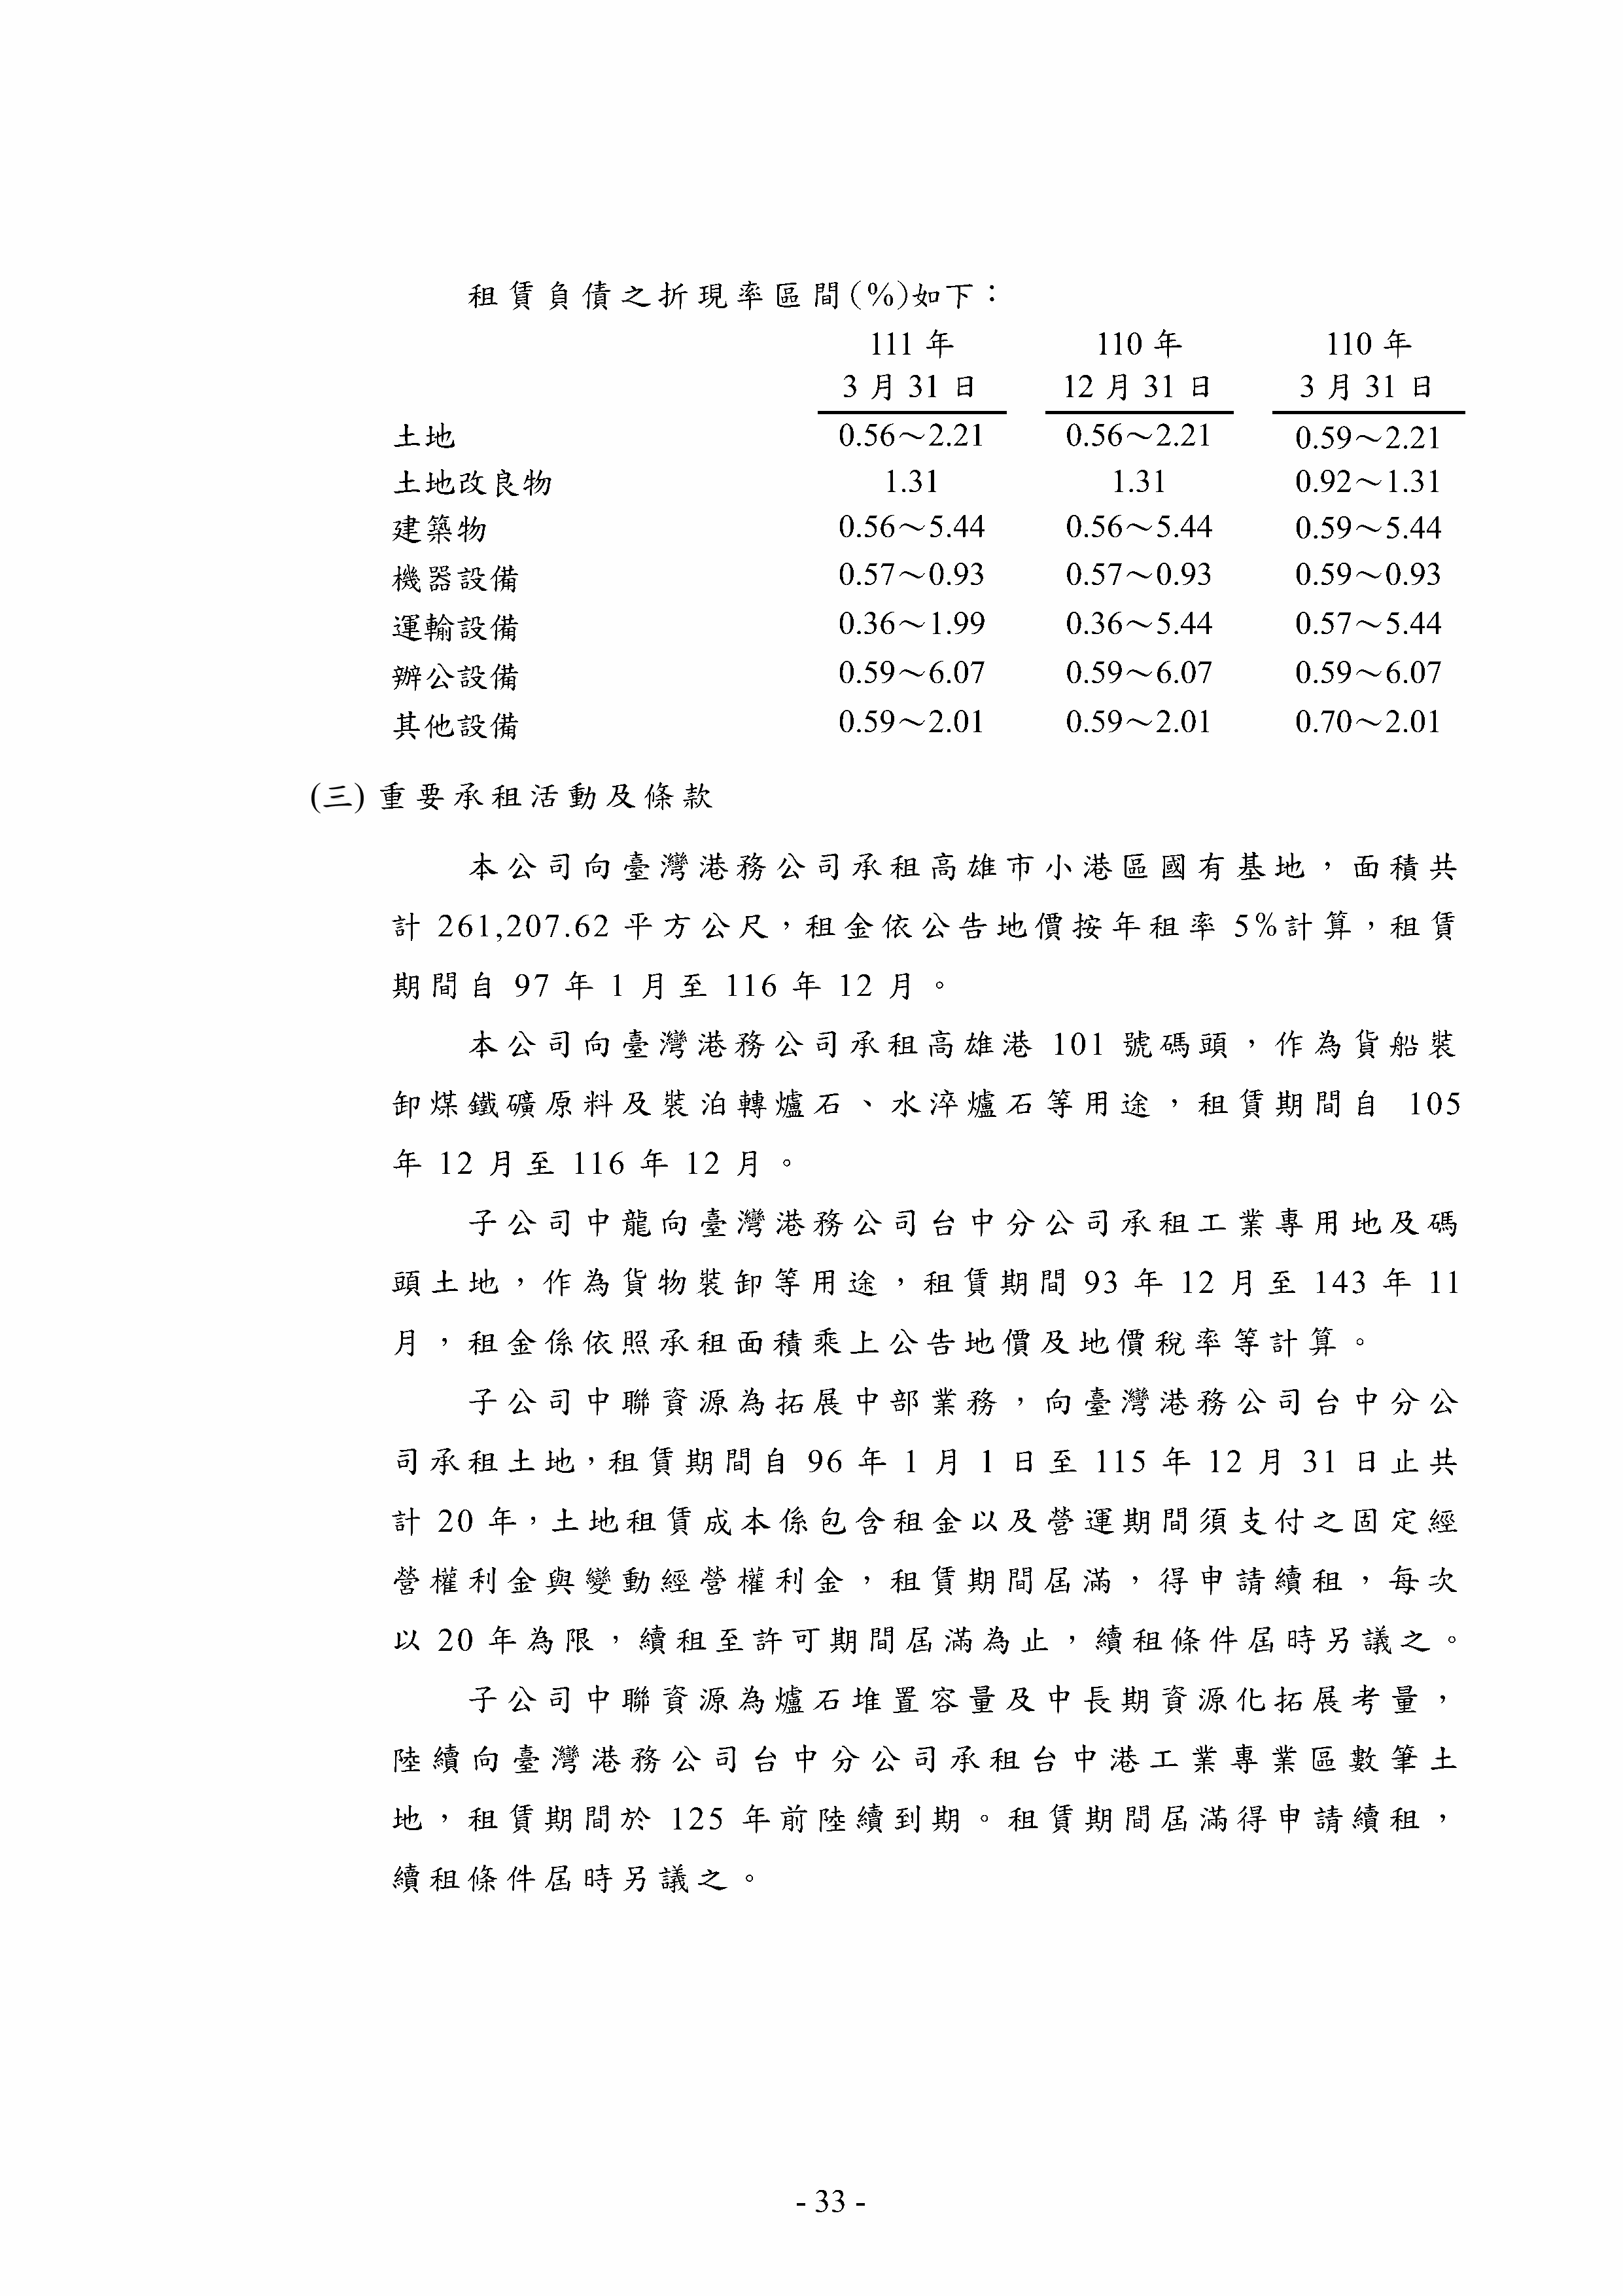 租賃負債之折現率區間(%)如下：
111 年 110 年 110 年
3 月 31 日 12 月 31 日 3 月 31 日
土地 0.56～2.21 0.56～2.21 0.59～2.21
土地改良物 1.31 1.31 0.92～1.31
建築物 0.56～5.44 0.56～5.44 0.59～5.44
機器設備 0.57～0.93 0.57～0.93 0.59～0.93
運輸設備 0.36～1.99 0.36～5.44 0.57～5.44
辦公設備 0.59～6.07 0.59～6.07 0.59～6.07
其他設備 0.59～2.01 0.59～2.01 0.70～2.01
(三) 重要承租活動及條款
本公司向臺灣港務公司承租高雄市小港區國有基地，面積共
計 261,207.62 平方公尺，租金依公告地價按年租率 5%計算，租賃
期間自 97 年 1 月至 116 年 12 月。
本公司向臺灣港務公司承租高雄港 101 號碼頭，作為貨船裝
卸煤鐵礦原料及裝泊轉爐石、水淬爐石等用途，租賃期間自 105
年 12 月至 116 年 12 月。
子公司中龍向臺灣港務公司台中分公司承租工業專用地及碼
頭土地，作為貨物裝卸等用途，租賃期間 93 年 12 月至 143 年 11
月，租金係依照承租面積乘上公告地價及地價稅率等計算。
子公司中聯資源為拓展中部業務，向臺灣港務公司台中分公
司承租土地，租賃期間自 96 年 1 月 1 日至 115 年 12 月 31 日止共
計 20 年，土地租賃成本係包含租金以及營運期間須支付之固定經
營權利金與變動經營權利金，租賃期間屆滿，得申請續租，每次
以 20 年為限，續租至許可期間屆滿為止，續租條件屆時另議之。
子公司中聯資源為爐石堆置容量及中長期資源化拓展考量，
陸續向臺灣港務公司台中分公司承租台中港工業專業區數筆土
地，租賃期間於 125 年前陸續到期。租賃期間屆滿得申請續租，
續租條件屆時另議之。
- 33 -